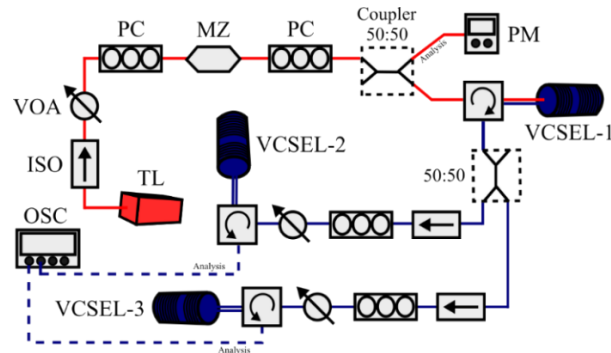 Coupler
50:50
PC
MZ
PC
Analysis
PM
VOA
VCSEL-2
VCSEL-1
ISO
TL
50:50
OSC
Analysis
VCSEL-3
Analysis